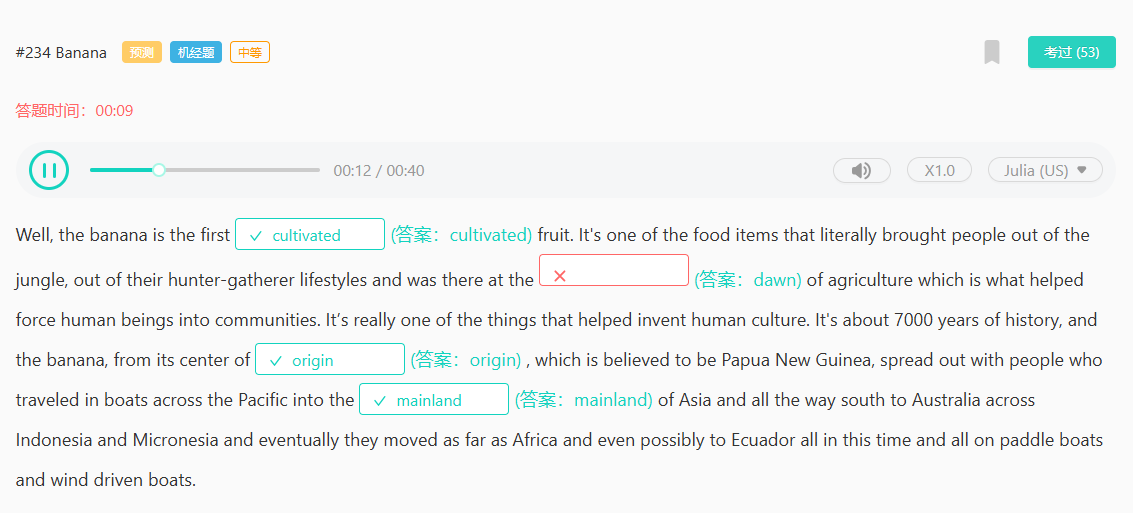 #234 Banana 预测 机经题 中等 考过 (53)
答题时间：00:09
00:12 / 00:40 X1.0 Julia (US)
Well, the banana is the first cultivated (答案：cultivated) fruit. It's one of the food items that literally brought people out of the
jungle, out of their hunter-gatherer lifestyles and was there at the (答案：dawn) of agriculture which is what helped
force human beings into communities. It’s really one of the things that helped invent human culture. It's about 7000 years of history, and
the banana, from its center of origin (答案：origin) , which is believed to be Papua New Guinea, spread out with people who
traveled in boats across the Pacific into the mainland (答案：mainland) of Asia and all the way south to Australia across
Indonesia and Micronesia and eventually they moved as far as Africa and even possibly to Ecuador all in this time and all on paddle boats
and wind driven boats.